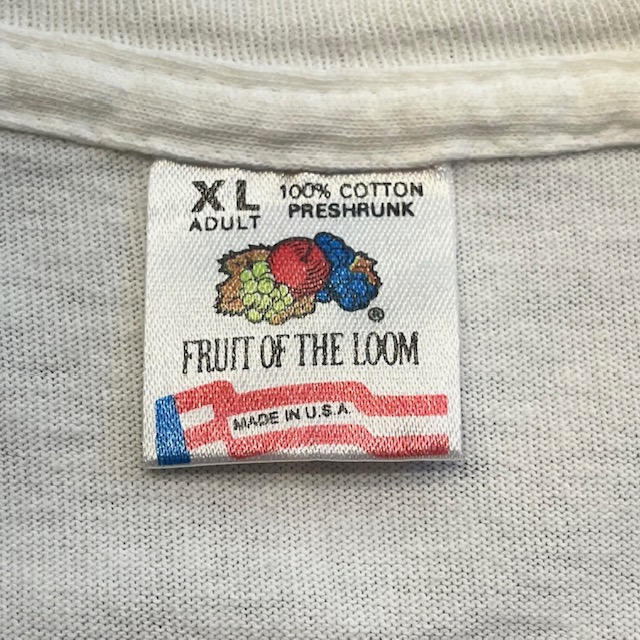 XL
ADULT
100% COTTON
PRESHRUNK
®
FRUIT OF THE LOOM
MADE IN U.S.A